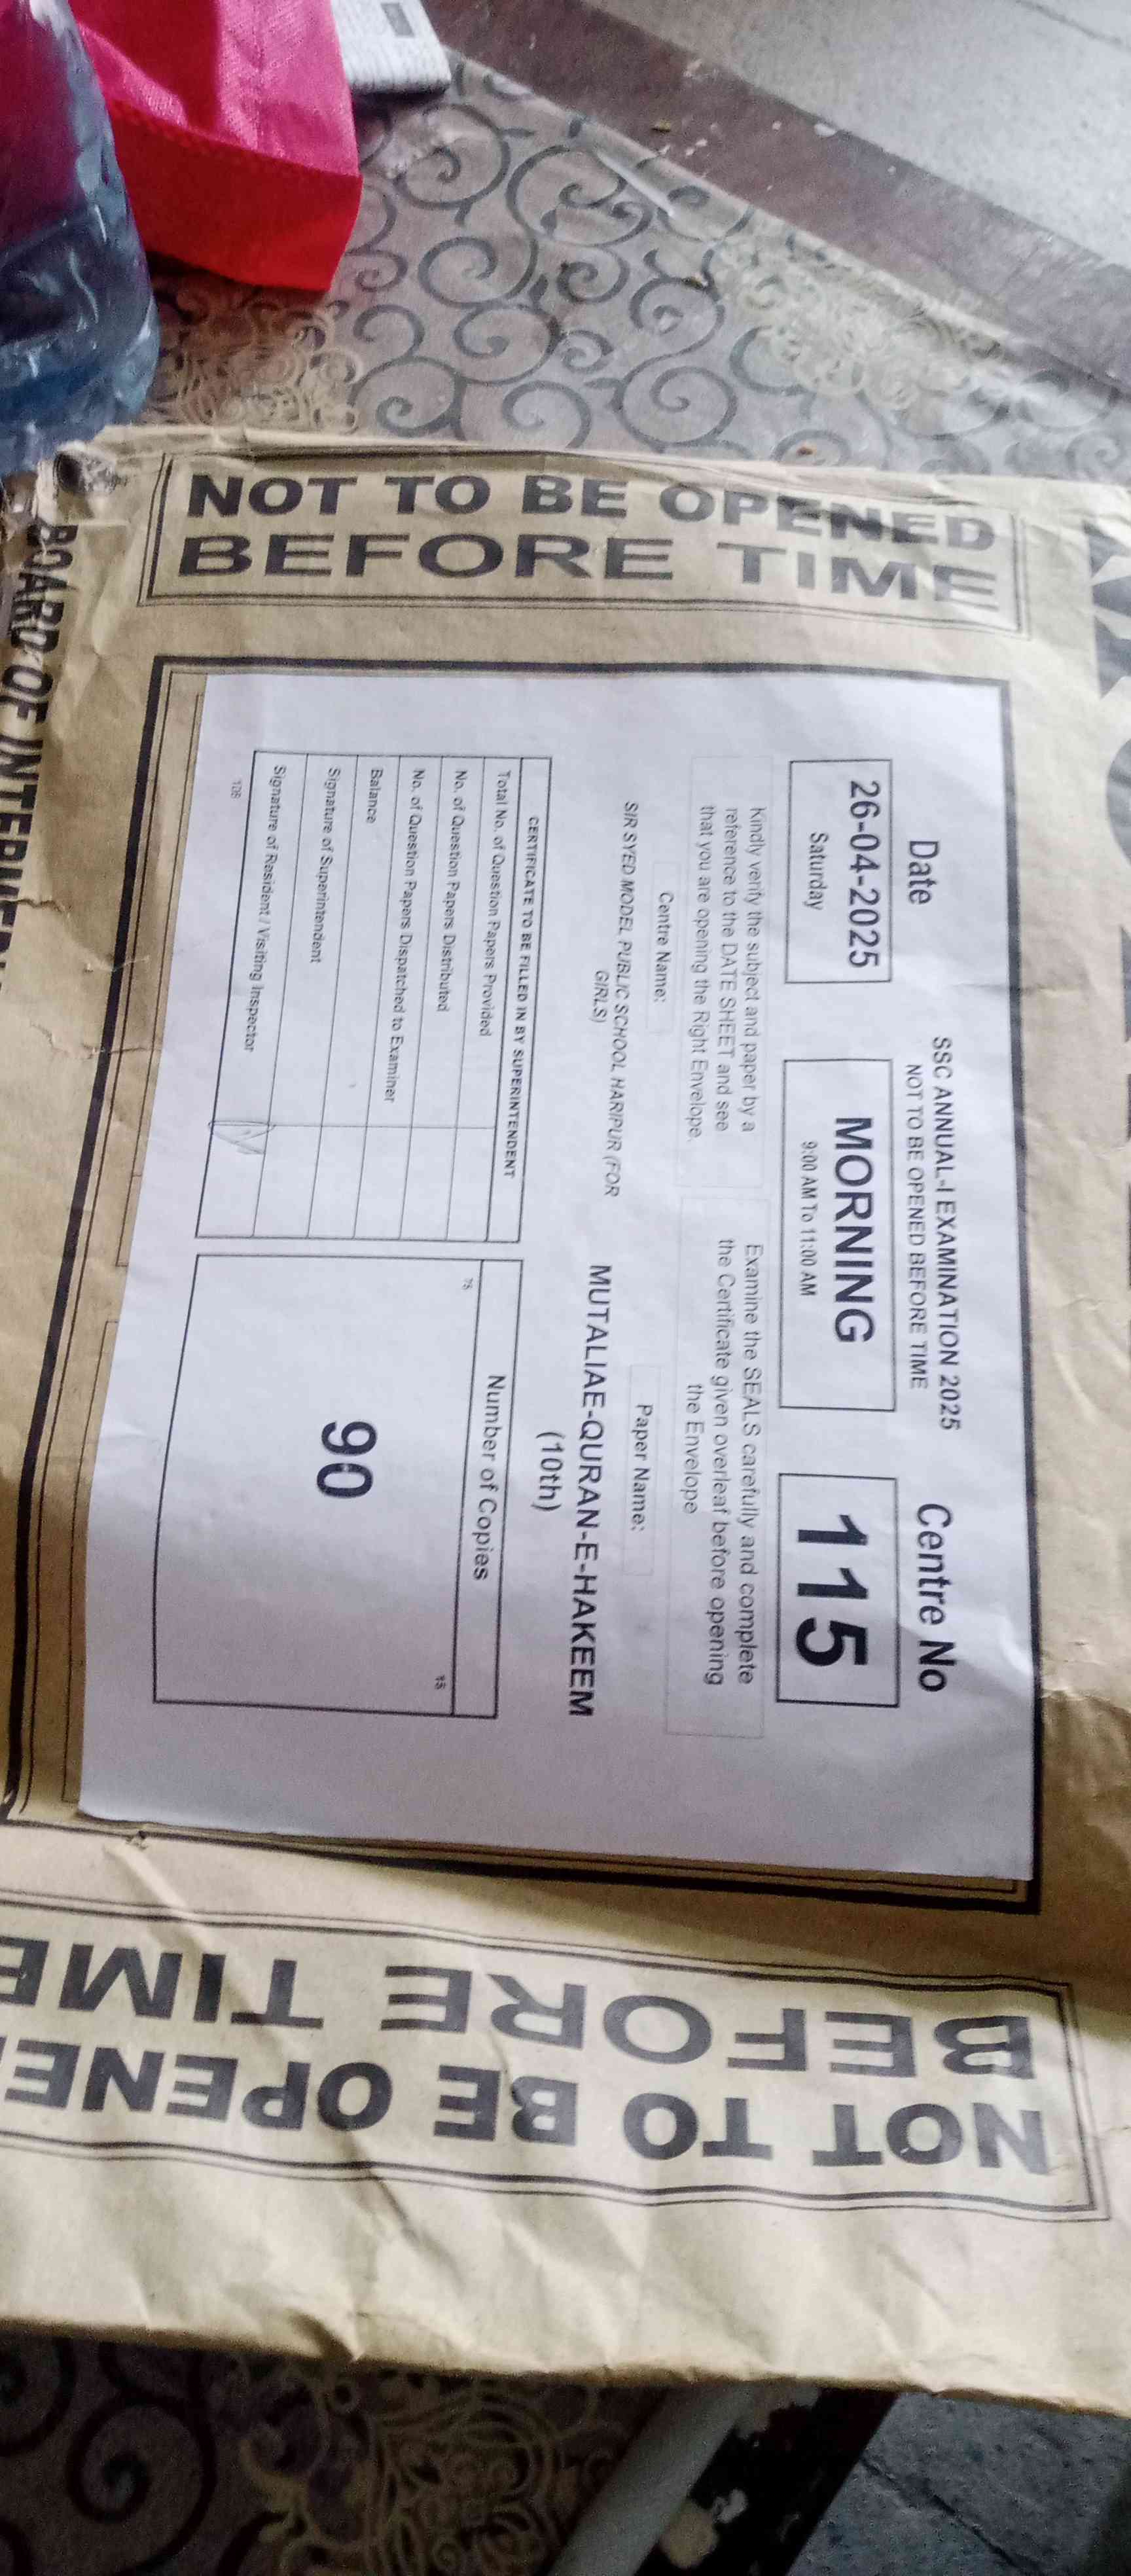 NOT TO BE OPENED
BEFORE TIME
SSC ANNUAL-I EXAMINATION 2025
NOT TO BE OPENED BEFORE TIME
Date
26-04-2025
Saturday
MORNING
9:00 AM To 11:00 AM
Centre No
115
Kindly verify the subject and paper by a
reference to the DATE SHEET and see
that you are opening the Right Envelope.
Examine the SEALS carefully and complete
the Certificate given overleaf before opening
the Envelope
Centre Name:
SIR SYED MODEL PUBLIC SCHOOL HARIPUR (FOR
GIRLS)
Paper Name:
MUTALIAE-QURAN-E-HAKEEM
(10th)
CERTIFICATE TO BE FILLED IN BY SUPERINTENDENT
Total No. of Question Papers Provided
No. of Question Papers Distributed
No. of Question Papers Dispatched to Examiner
Balance
Signature of Superintendent
Signature of Resident / Visiting Inspector
108
Number of Copies
75
15
90
BOARD OF
NOT TO BE OPENE
BEFORE TIME